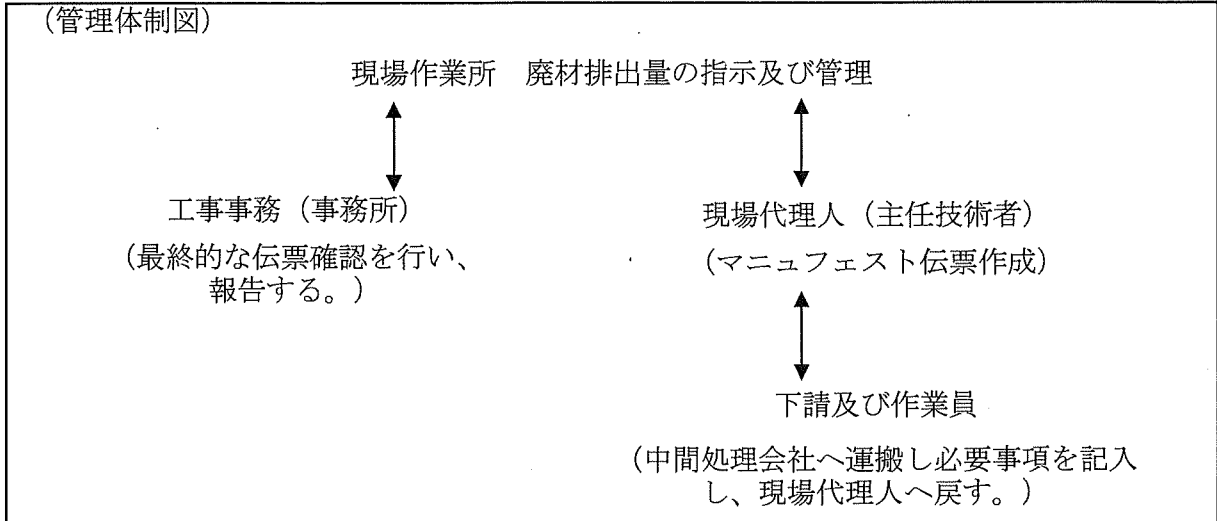 （管理体制図）
現場作業所　廃材排出量の指示及び管理
工事事務（事務所）
（最終的な伝票確認を行い、
報告する。）
現場代理人（主任技術者）
（マニュフェスト伝票作成）
下請及び作業員
（中間処理会社へ運搬し必要事項を記入
し、現場代理人へ戻す。）